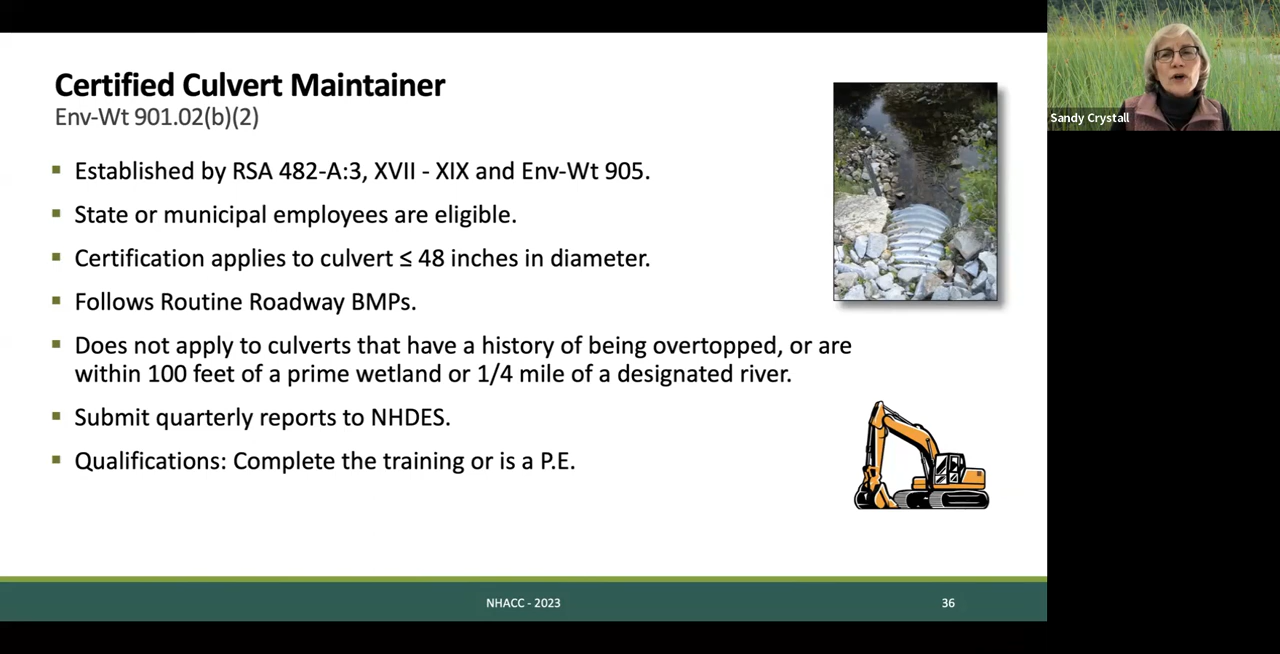 Certified Culvert Maintainer
Env-Wt 901.02(b)(2)
▪ Established by RSA 482-A:3, XVII - XIX and Env-Wt 905.
▪ State or municipal employees are eligible.
▪ Certification applies to culvert ≤ 48 inches in diameter.
▪ Follows Routine Roadway BMPs.
▪ Does not apply to culverts that have a history of being overtopped, or are
within 100 feet of a prime wetland or 1/4 mile of a designated river.
▪ Submit quarterly reports to NHDES.
▪ Qualifications: Complete the training or is a P.E.
NHACC - 2023
36
Sandy Crystall